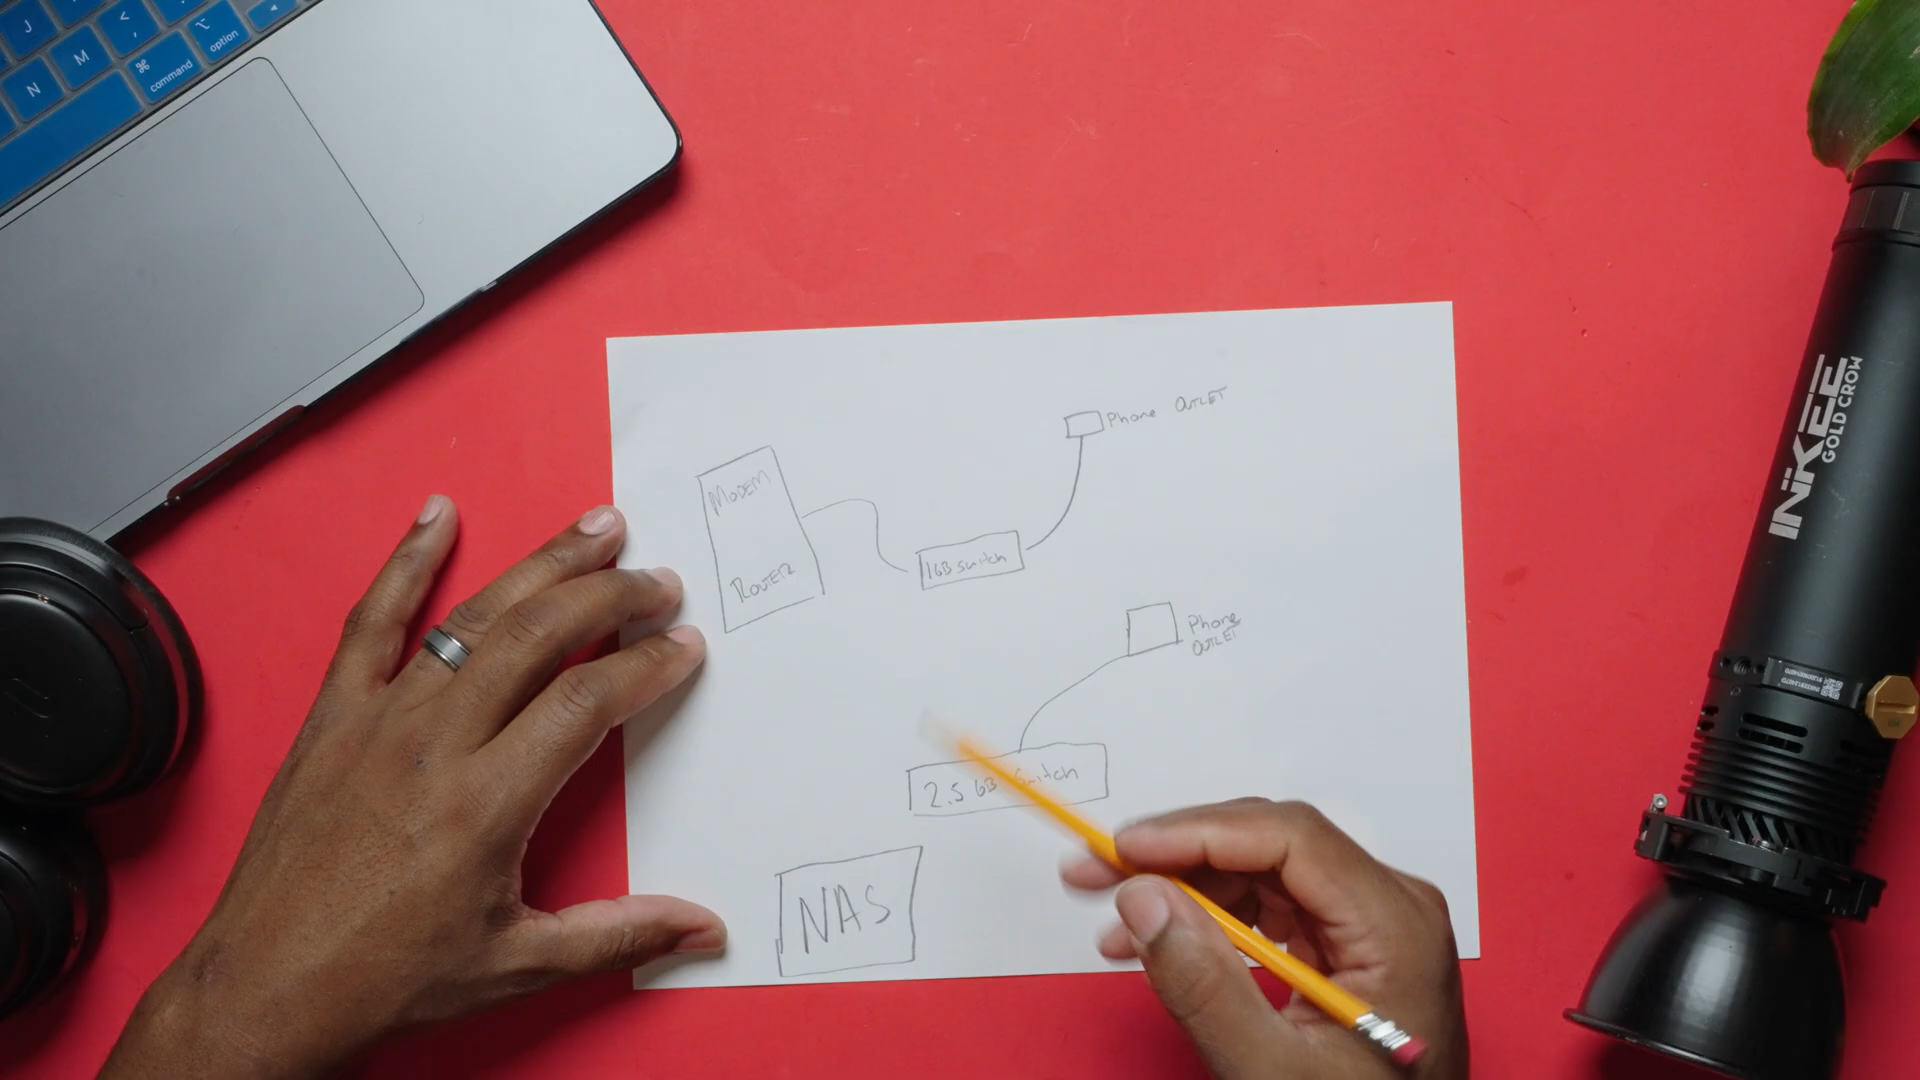 J
<
,
N
M
⌘
command
⌥
option
Phone OUTLET
MODEM
ROUTER
1GB Switch
Phone
OUTLET
2.5 GB Switch
NAS
INKEE
GOLD CROW